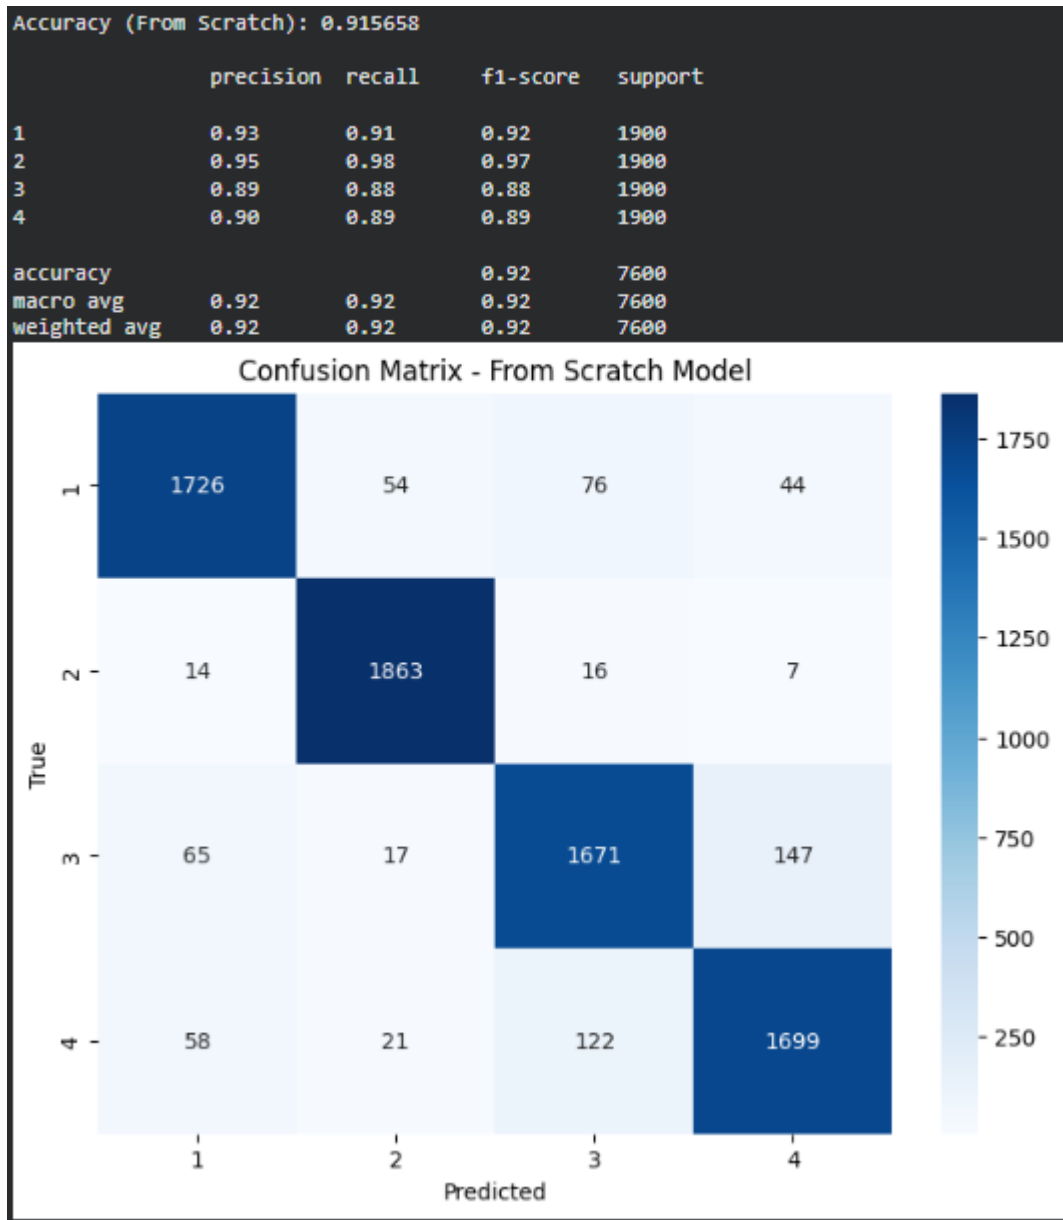 Accuracy (From Scratch): 0.915658
precision recall f1-score support
1 0.93 0.91 0.92 1900
2 0.95 0.98 0.97 1900
3 0.89 0.88 0.88 1900
4 0.90 0.89 0.89 1900
accuracy 0.92 7600
macro avg 0.92 0.92 0.92 7600
weighted avg 0.92 0.92 0.92 7600
Confusion Matrix - From Scratch Model
1 1726 54 76 44
2 14 1863 16 7
3 65 17 1671 147
4 58 21 122 1699
True
1 2 3 4
Predicted
1750
1500
1250
1000
750
500
250